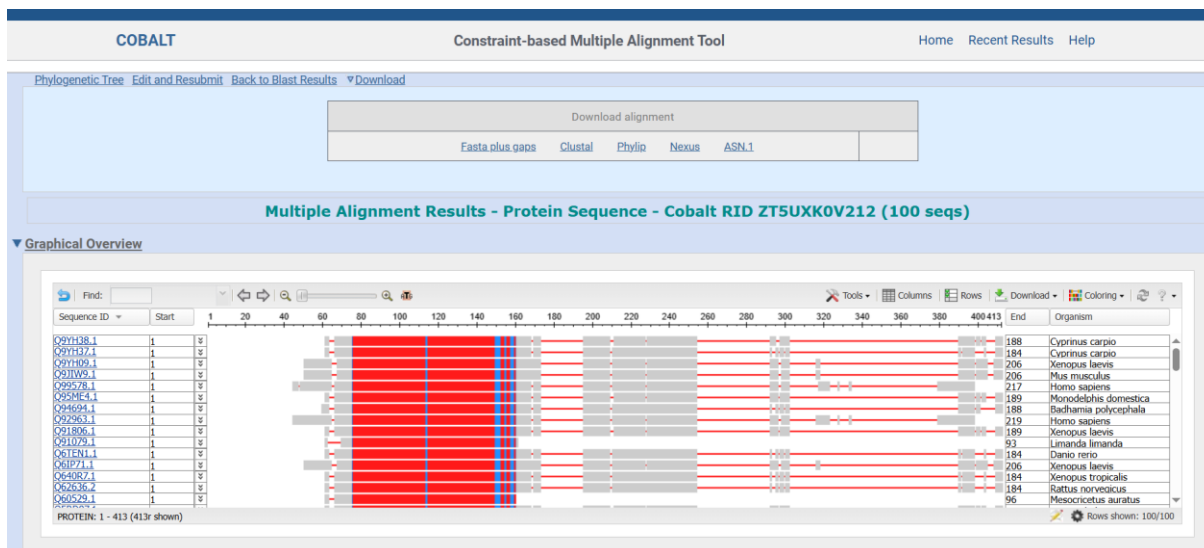 COBALT Constraint-based Multiple Alignment Tool Home Recent Results Help
Phylogenetic Tree Edit and Resubmit Back to Blast Results Download
Download alignment
Fasta plus gaps Clustal Phylip Nexus ASN.1
Multiple Alignment Results - Protein Sequence - Cobalt RID ZT5UXK0V212 (100 seqs)
Graphical Overview
Find: Tools Columns Rows Download Coloring ?
Sequence ID Start 1 20 40 60 80 100 120 140 160 180 200 220 240 260 280 300 320 340 360 380 400 413 End Organism
Q9YH38.1 1 188 Cyprinus carpio
Q9YH37.1 1 184 Cyprinus carpio
Q9YH09.1 1 206 Xenopus laevis
Q9JIW9.1 1 206 Mus musculus
Q99578.1 1 217 Homo sapiens
Q95ME4.1 1 189 Monodelphis domestica
Q94694.1 1 188 Badhamia polycephala
Q92963.1 1 219 Homo sapiens
Q91806.1 1 189 Xenopus laevis
Q91079.1 1 93 Limanda limanda
Q6TEN1.1 1 184 Danio rerio
Q6IP71.1 1 206 Xenopus laevis
Q640R7.1 1 184 Xenopus tropicalis
Q62636.2 1 184 Rattus norvegicus
Q60529.1 1 96 Mesocricetus auratus
PROTEIN: 1 - 413 (413r shown) Rows shown: 100/100